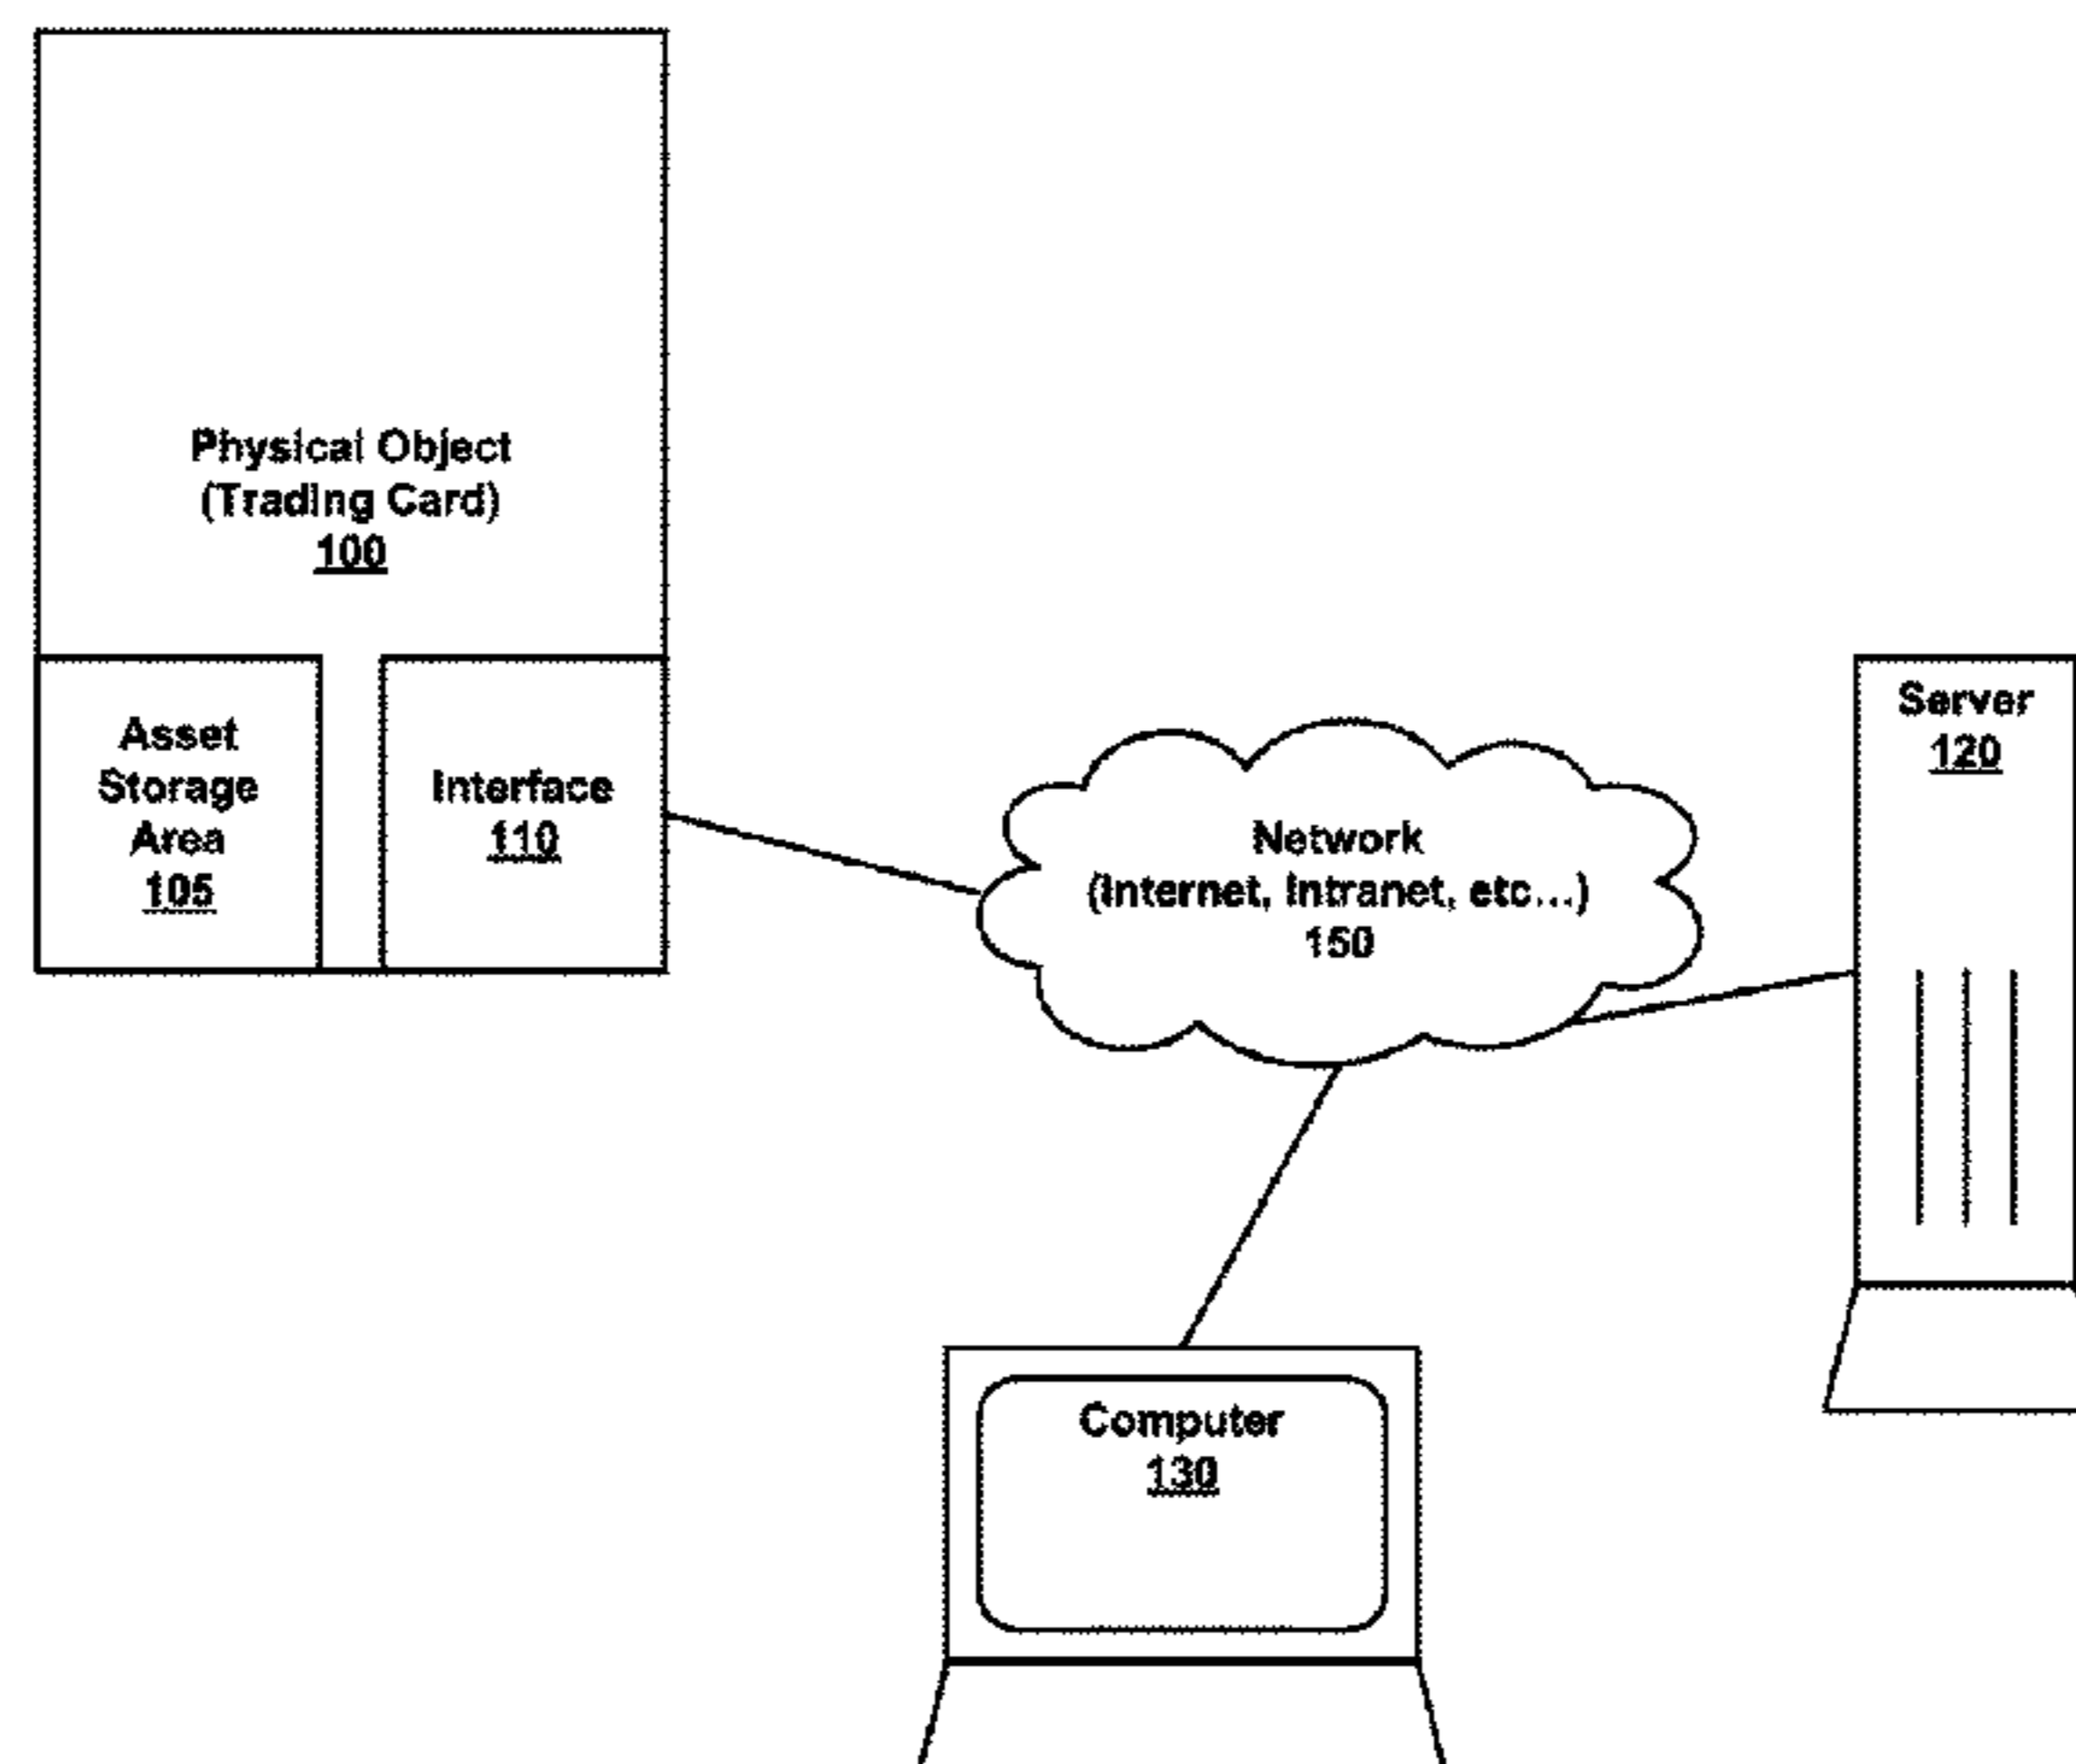 Physical Object
(Trading Card)
100
Asset
Storage
Area
105
Interface
110
Network
(Internet, Intranet, etc...)
150
Server
120
Computer
130